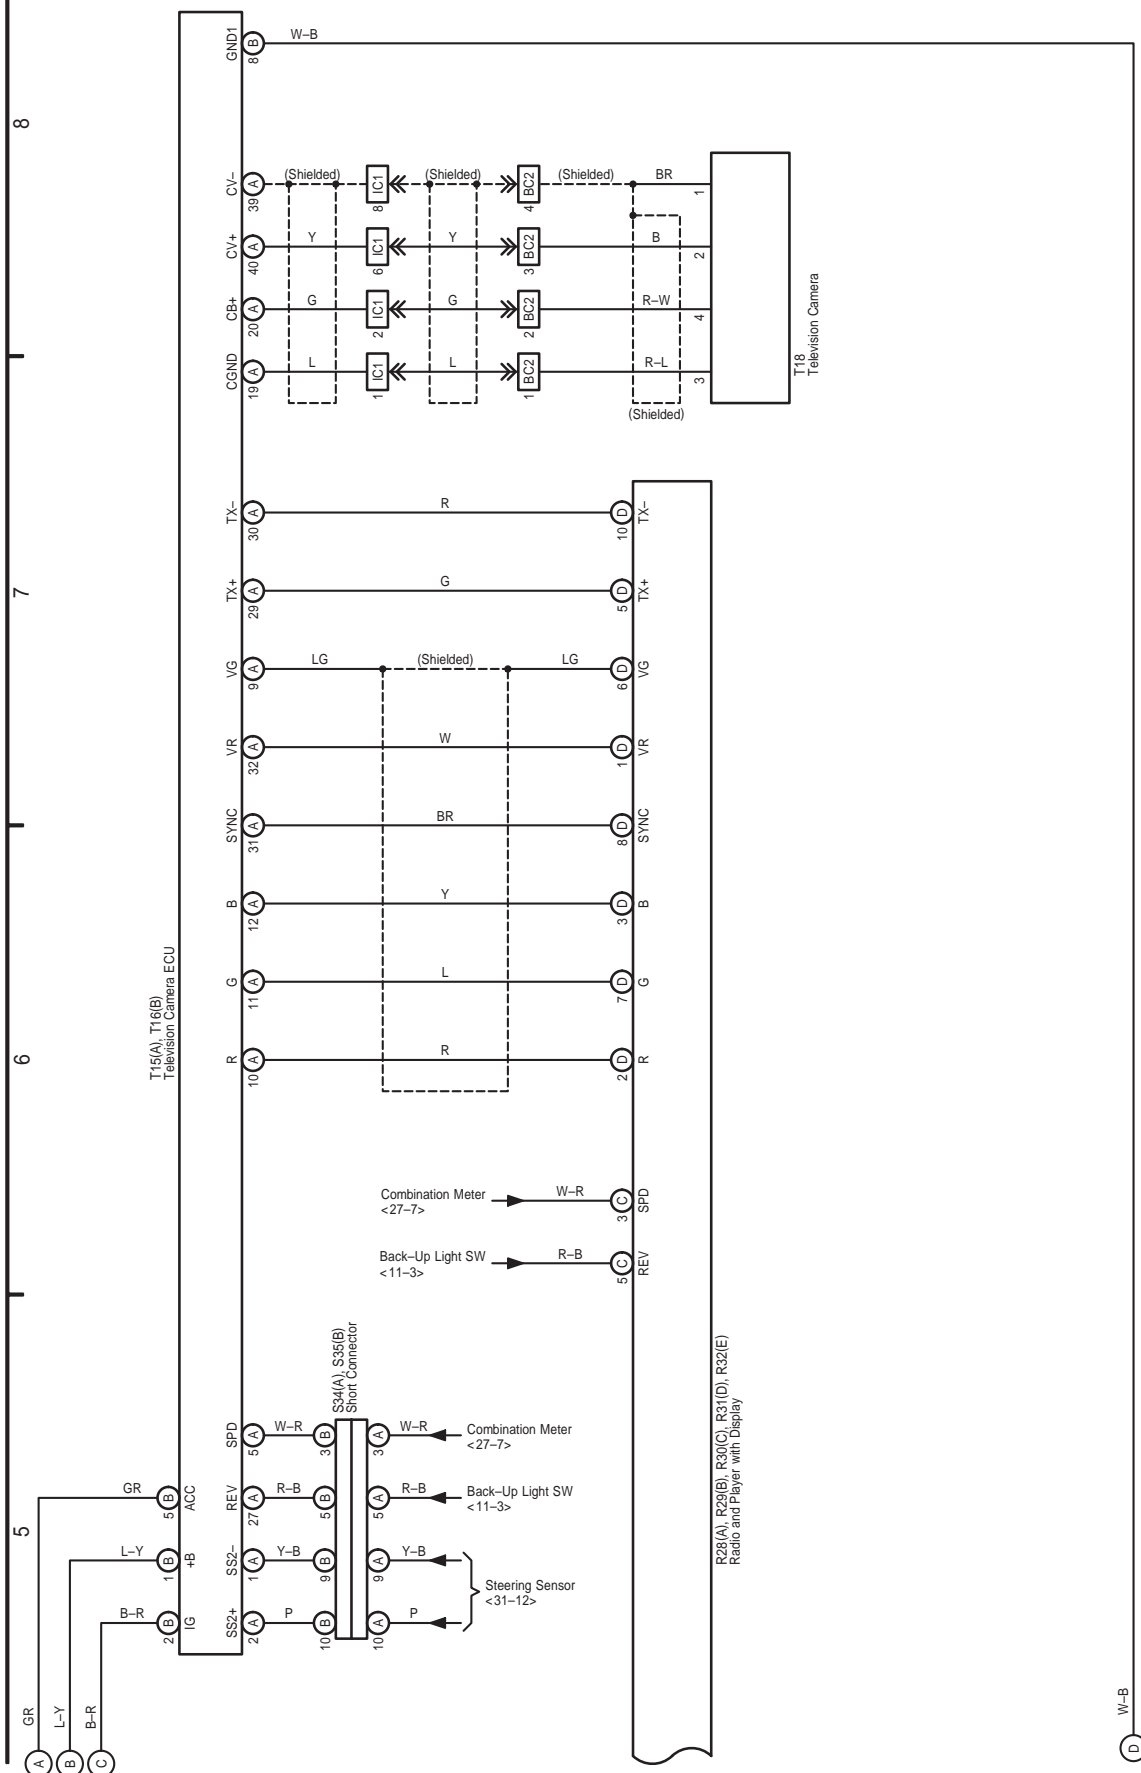 8
7
6
5
GND1
8
B
W–B
CV–
39
A
(Shielded)
IC1
8
(Shielded)
BC2
4
(Shielded)
BR
1
CV+
40
A
Y
IC1
6
Y
BC2
3
B
2
CB+
20
A
G
IC1
2
G
BC2
2
R–W
4
CGND
19
A
L
IC1
1
L
BC2
1
R–L
3
(Shielded)
T18
Television Camera
TX–
30
A
R
10
D
TX–
TX+
29
A
G
5
D
TX+
VG
9
A
LG
(Shielded)
LG
6
D
VG
VR
32
A
W
1
D
VR
SYNC
31
A
BR
8
D
SYNC
B
12
A
Y
3
D
B
G
11
A
L
7
D
G
R
10
A
R
2
D
R
T15(A), T16(B)
Television Camera ECU
Combination Meter
<27–7>
W–R
3
C
SPD
Back–Up Light SW
<11–3>
R–B
5
C
REV
S34(A), S35(B)
Short Connector
SPD
5
A
W–R
3
B
3
A
W–R
Combination Meter
<27–7>
GR
5
B
ACC
REV
27
A
R–B
5
B
5
A
R–B
Back–Up Light SW
<11–3>
L–Y
1
B
+B
SS2–
1
A
Y–B
9
B
9
A
Y–B
Steering Sensor
<31–12>
B–R
2
B
IG
SS2+
2
A
P
10
B
10
A
P
R28(A), R29(B), R30(C), R31(D), R32(E)
Radio and Player with Display
GR
A
L–Y
B
B–R
C
W–B
D